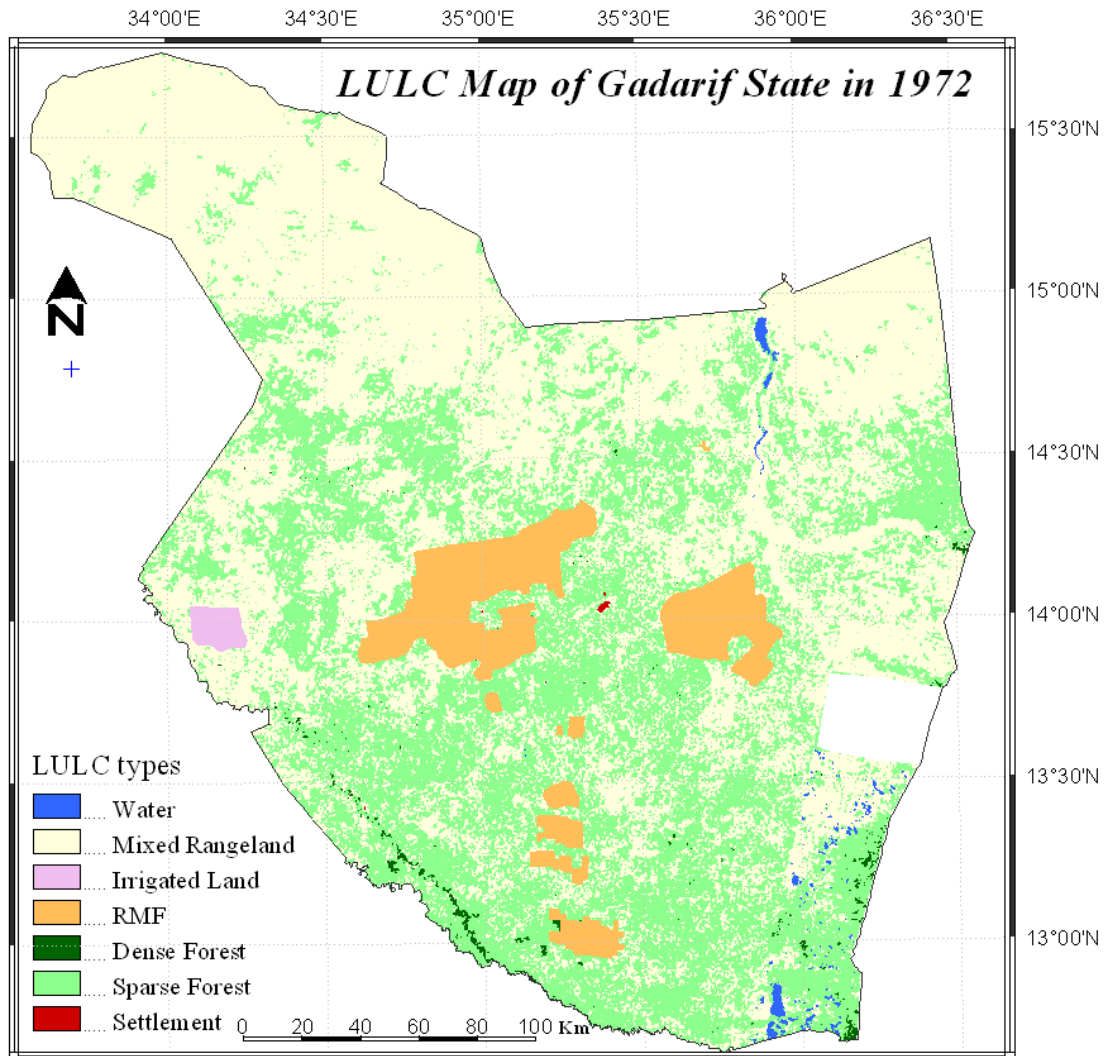 34°00'E 34°30'E 35°00'E 35°30'E 36°00'E 36°30'E
LULC Map of Gadarif State in 1972
15°30'N
15°00'N
N
14°30'N
14°00'N
13°30'N
13°00'N
LULC types
Water
Mixed Rangeland
Irrigated Land
RMF
Dense Forest
Sparse Forest
Settlement
0 20 40 60 80 100 Km